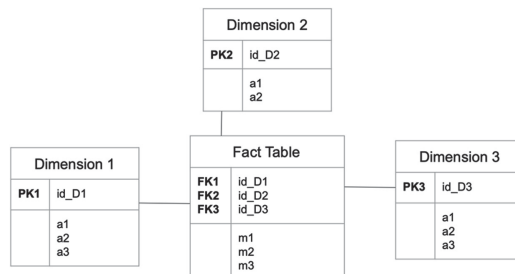 Dimension 2
PK2 id_D2
a1
a2
Dimension 1
PK1 id_D1
a1
a2
a3
Fact Table
FK1 id_D1
FK2 id_D2
FK3 id_D3
m1
m2
m3
Dimension 3
PK3 id_D3
a1
a2
a3